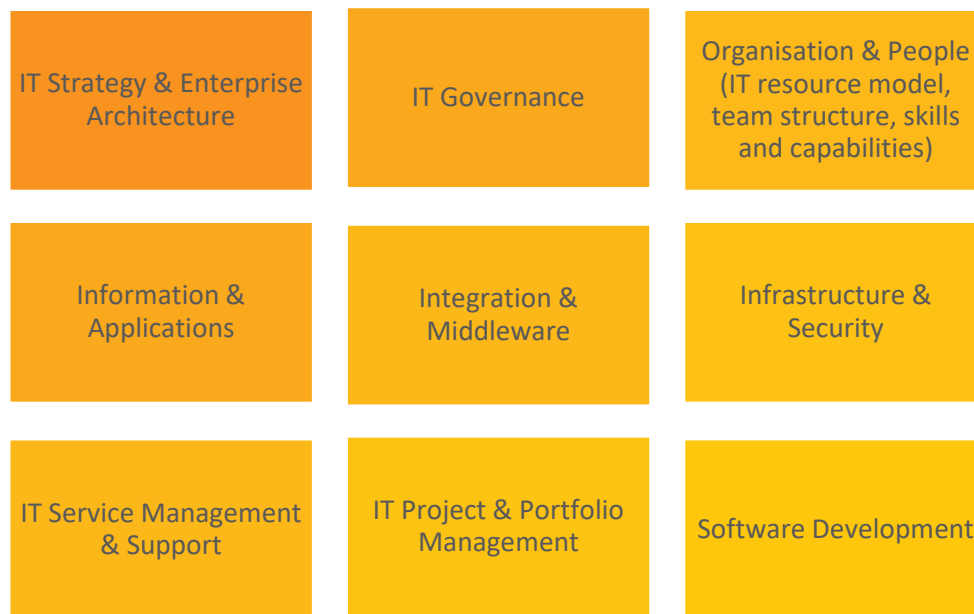 IT Strategy & Enterprise
Architecture
IT Governance
Organisation & People
(IT resource model,
team structure, skills
and capabilities)
Information &
Applications
Integration &
Middleware
Infrastructure &
Security
IT Service Management
& Support
IT Project & Portfolio
Management
Software Development